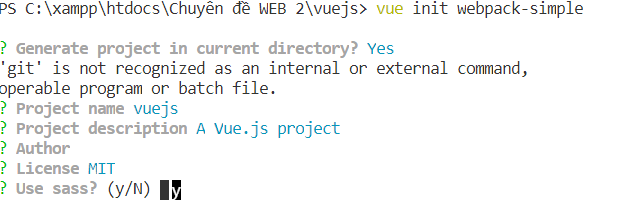 PS C:\xampp\htdocs\Chuyên đề WEB 2\vuejs> vue init webpack-simple
? Generate project in current directory? Yes
'git' is not recognized as an internal or external command,
operable program or batch file.
? Project name vuejs
? Project description A Vue.js project
? Author
? License MIT
? Use sass? (y/N) y